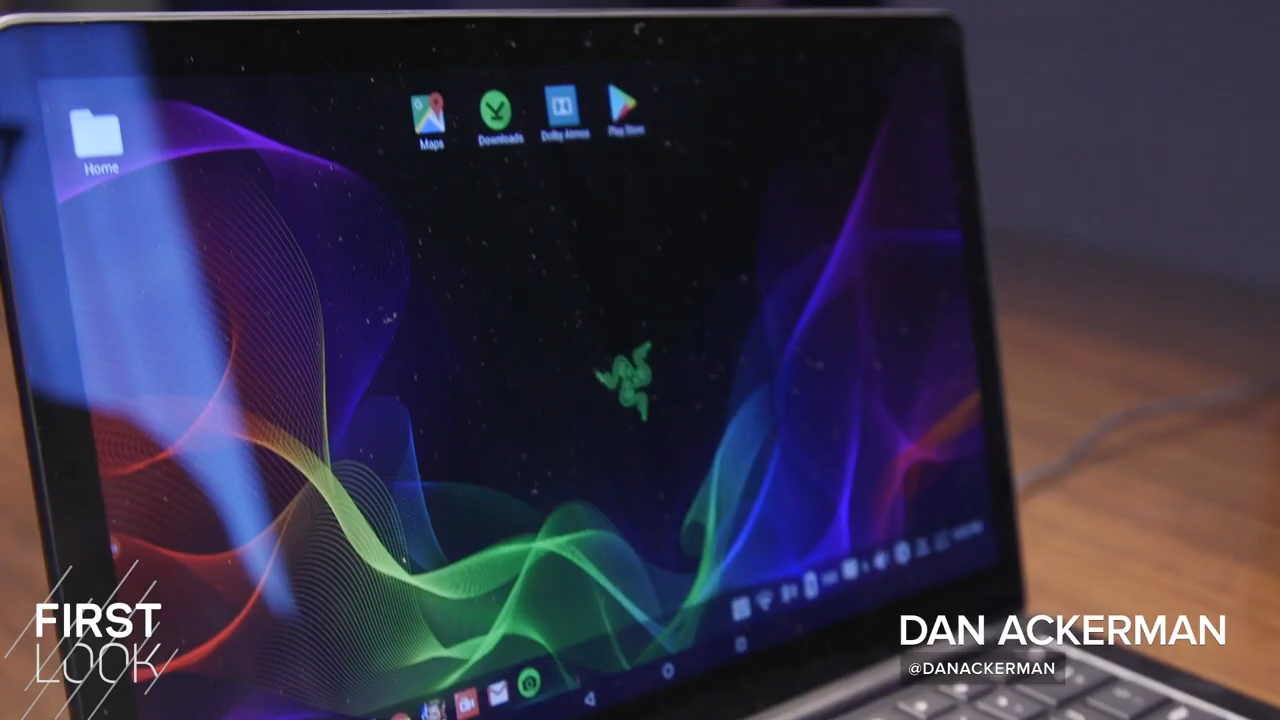 Home
Maps
Downloads
Dolby Atmos
Play Store
FIRST
LOOK
DAN ACKERMAN
@DANACKERMAN